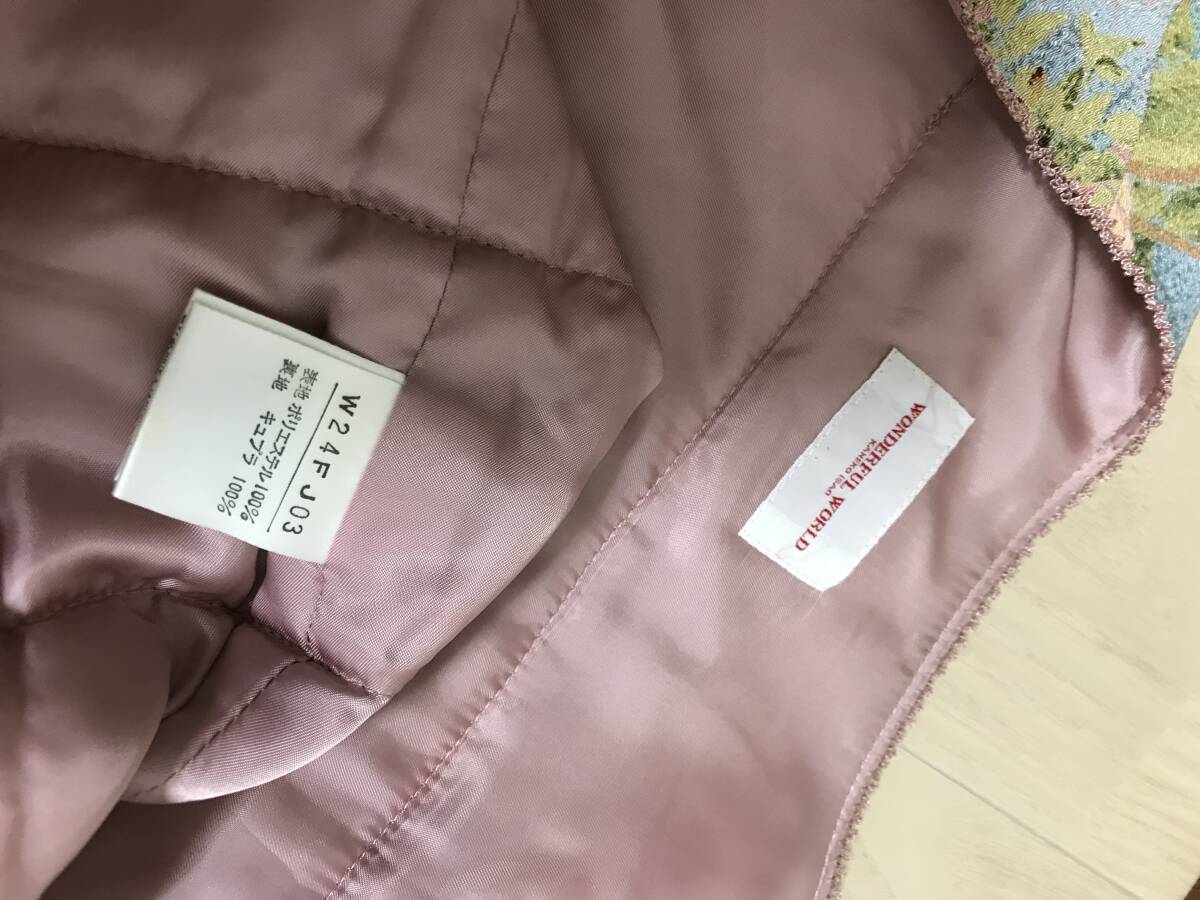 W24FJ03
表地 ポリエステル100%
裏地 キュプラ 100%
WONDERFUL WORLD
KANEKO ISAO